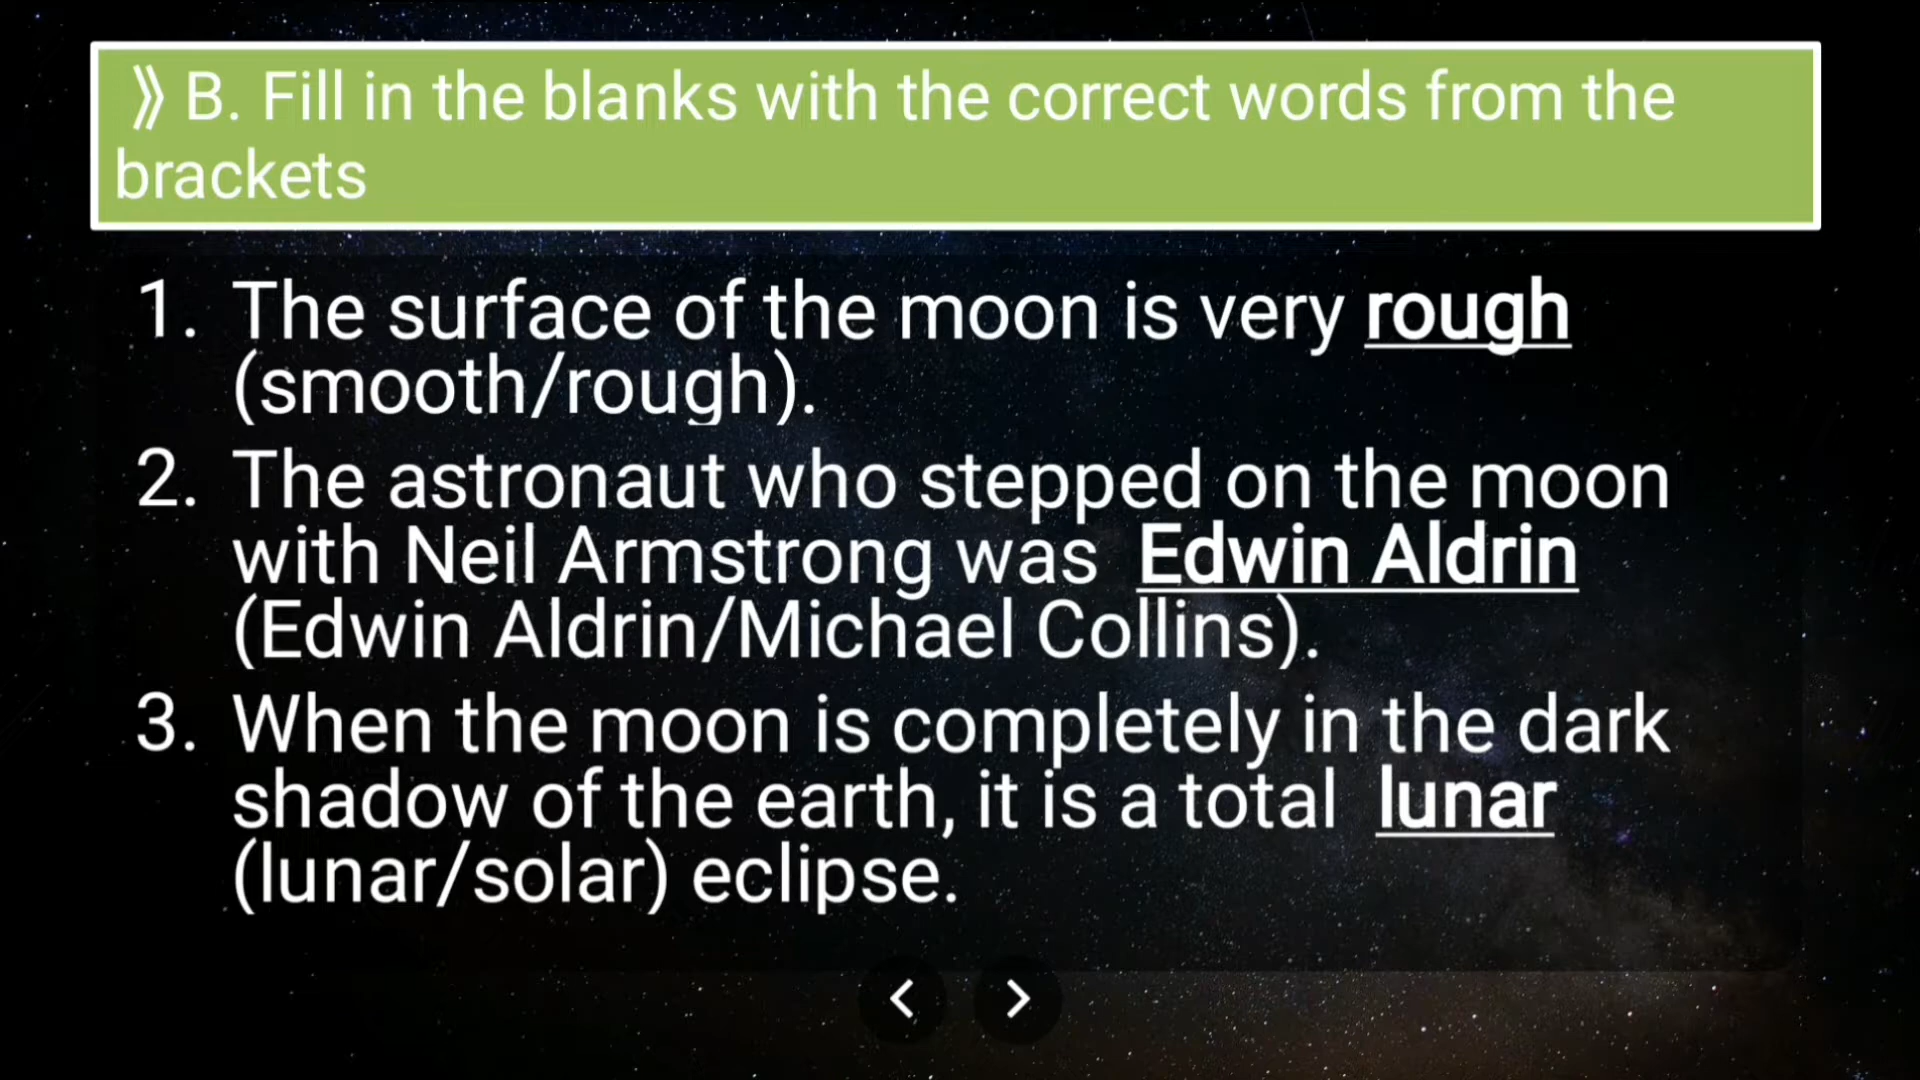 ⟫ B. Fill in the blanks with the correct words from the
brackets
1. The surface of the moon is very rough
(smooth/rough).
2. The astronaut who stepped on the moon
with Neil Armstrong was Edwin Aldrin
(Edwin Aldrin/Michael Collins).
3. When the moon is completely in the dark
shadow of the earth, it is a total lunar
(lunar/solar) eclipse.